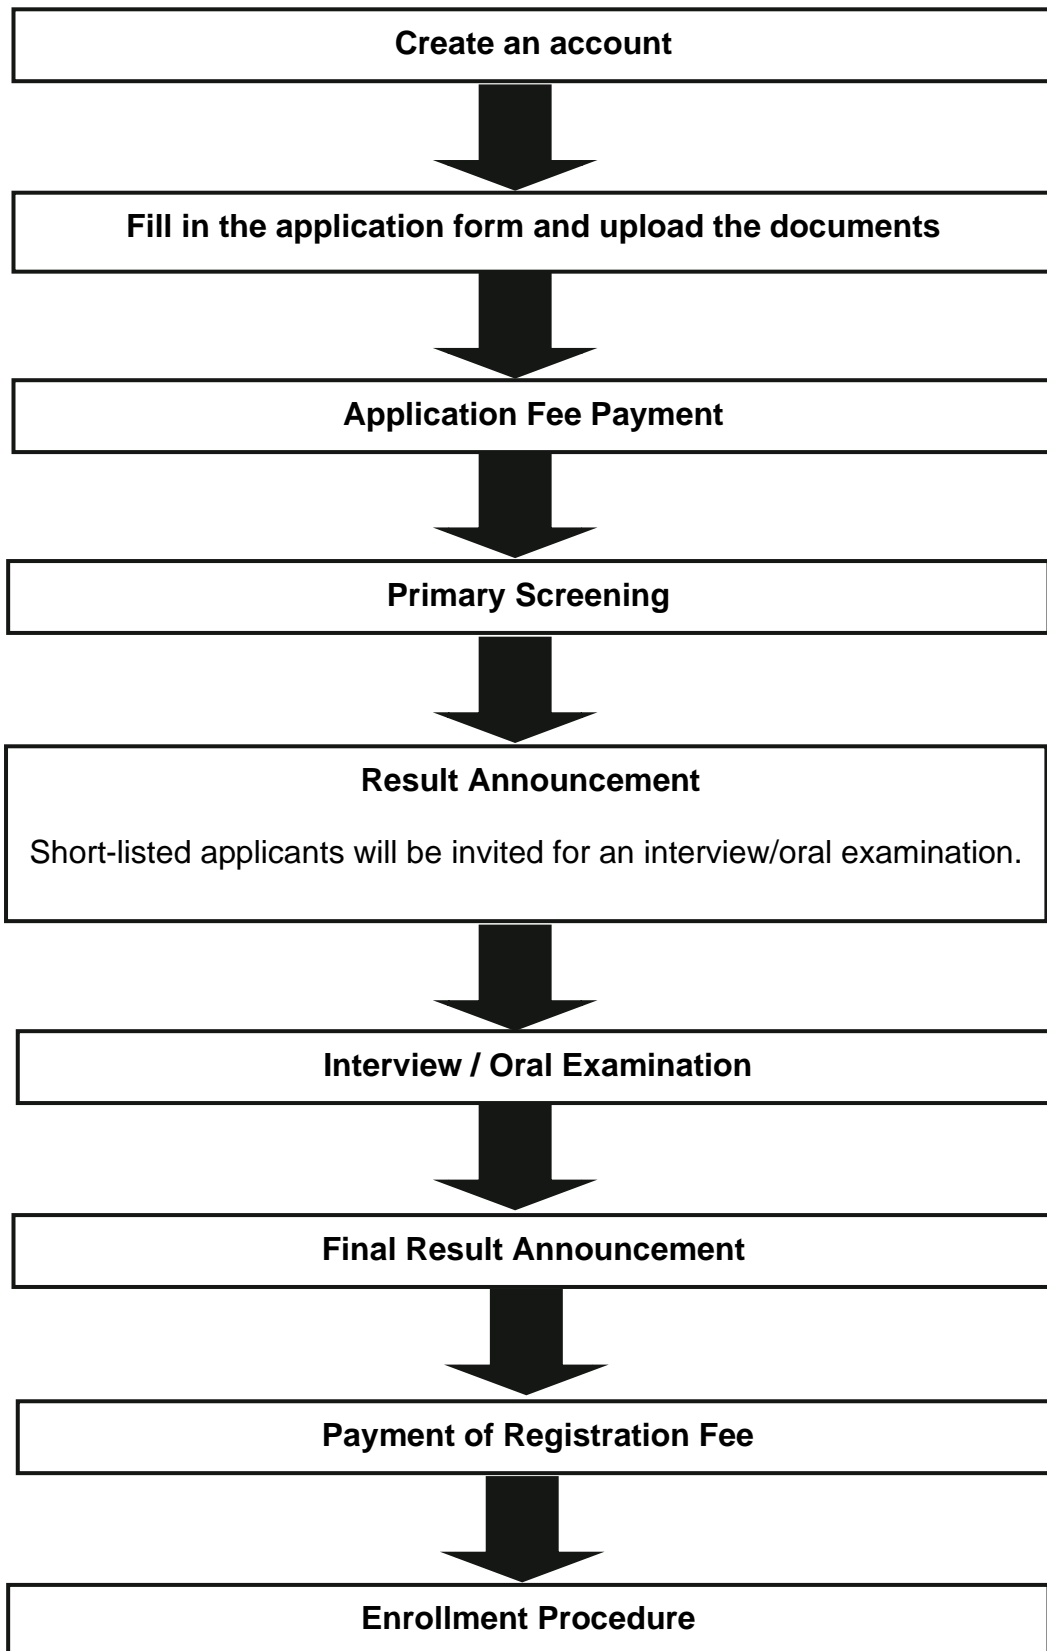 Create an account
Fill in the application form and upload the documents
Application Fee Payment
Primary Screening
Result Announcement
Short-listed applicants will be invited for an interview/oral examination.
Interview / Oral Examination
Final Result Announcement
Payment of Registration Fee
Enrollment Procedure